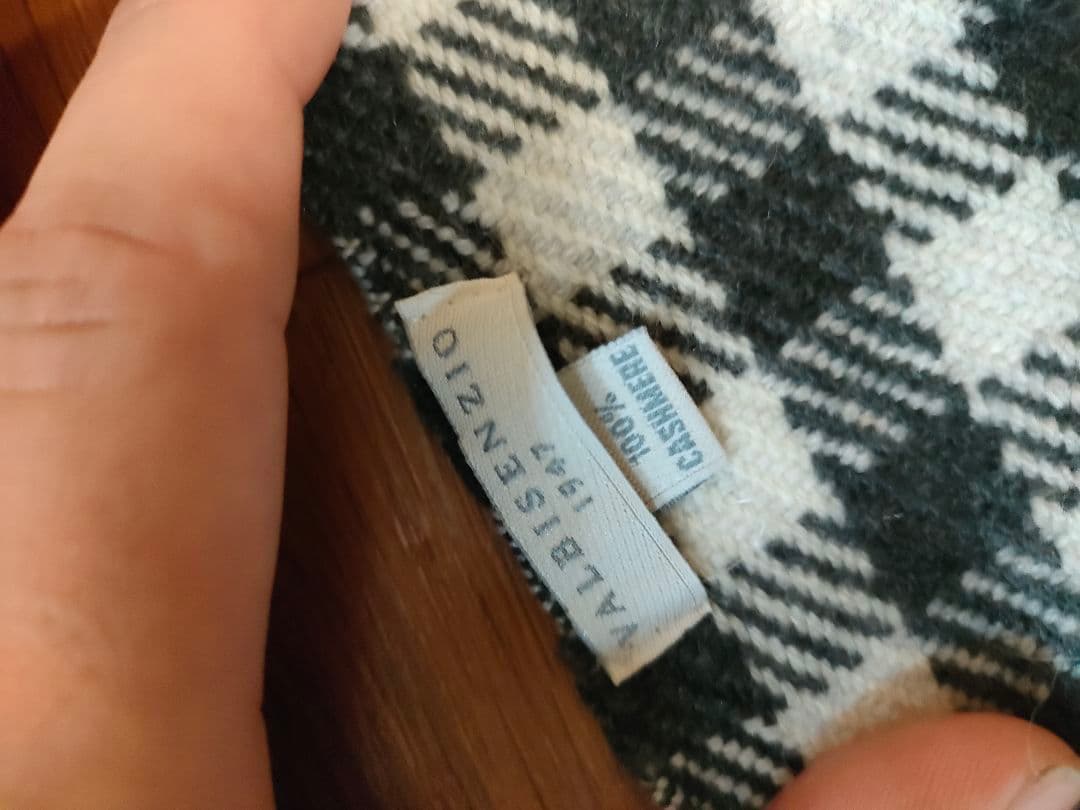 VALBISENZIO
1947
100%
CASHMERE